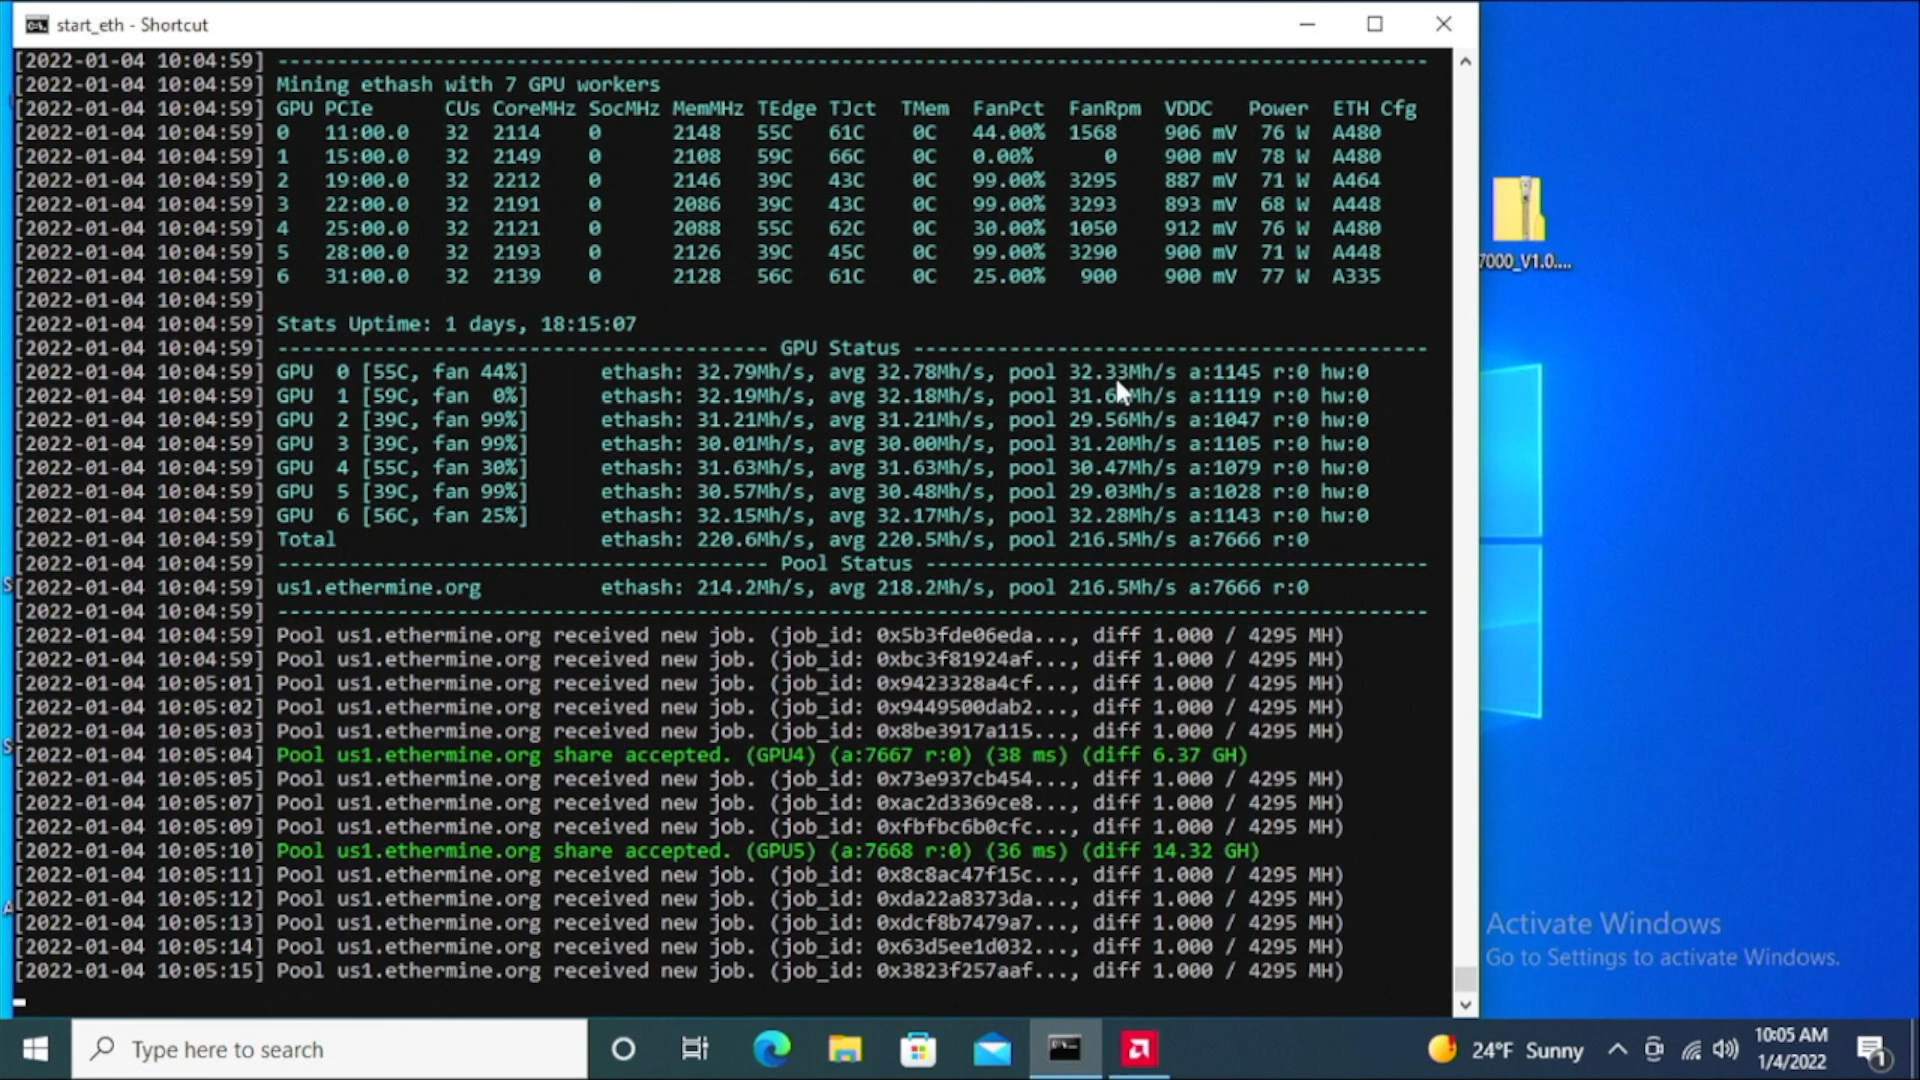 start_eth - Shortcut
[2022-01-04 10:04:59] ------------------------------------------------------------------------------------------------
[2022-01-04 10:04:59] Mining ethash with 7 GPU workers
[2022-01-04 10:04:59] GPU PCIe CUs CoreMHz SocMHz MemMHz TEdge TJct TMem FanPct FanRpm VDDC Power ETH Cfg
[2022-01-04 10:04:59] 0 11:00.0 32 2114 0 2148 55C 61C 0C 44.00% 1568 906 mV 76 W A480
[2022-01-04 10:04:59] 1 15:00.0 32 2149 0 2108 59C 66C 0C 0.00% 0 900 mV 78 W A480
[2022-01-04 10:04:59] 2 19:00.0 32 2212 0 2146 39C 43C 0C 99.00% 3295 887 mV 71 W A464
[2022-01-04 10:04:59] 3 22:00.0 32 2191 0 2086 39C 43C 0C 99.00% 3293 893 mV 68 W A448
[2022-01-04 10:04:59] 4 25:00.0 32 2121 0 2088 55C 62C 0C 30.00% 1050 912 mV 76 W A480
[2022-01-04 10:04:59] 5 28:00.0 32 2193 0 2126 39C 45C 0C 99.00% 3290 900 mV 71 W A448
[2022-01-04 10:04:59] 6 31:00.0 32 2139 0 2128 56C 61C 0C 25.00% 900 900 mV 77 W A335
[2022-01-04 10:04:59]
[2022-01-04 10:04:59] Stats Uptime: 1 days, 18:15:07
[2022-01-04 10:04:59] ----------------------------------------- GPU Status -------------------------------------------
[2022-01-04 10:04:59] GPU 0 [55C, fan 44%] ethash: 32.79Mh/s, avg 32.78Mh/s, pool 32.33Mh/s a:1145 r:0 hw:0
[2022-01-04 10:04:59] GPU 1 [59C, fan 0%] ethash: 32.19Mh/s, avg 32.18Mh/s, pool a:1119 r:0 hw:0
[2022-01-04 10:04:59] GPU 2 [39C, fan 99%] ethash: 31.21Mh/s, avg 31.21Mh/s, pool 29.56Mh/s a:1047 r:0 hw:0
[2022-01-04 10:04:59] GPU 3 [39C, fan 99%] ethash: 30.01Mh/s, avg 30.00Mh/s, pool 31.20Mh/s a:1105 r:0 hw:0
[2022-01-04 10:04:59] GPU 4 [55C, fan 30%] ethash: 31.63Mh/s, avg 31.63Mh/s, pool 30.47Mh/s a:1079 r:0 hw:0
[2022-01-04 10:04:59] GPU 5 [39C, fan 99%] ethash: 30.57Mh/s, avg 30.48Mh/s, pool 29.03Mh/s a:1028 r:0 hw:0
[2022-01-04 10:04:59] GPU 6 [56C, fan 25%] ethash: 32.15Mh/s, avg 32.17Mh/s, pool 32.28Mh/s a:1143 r:0 hw:0
[2022-01-04 10:04:59] Total ethash: 220.6Mh/s, avg 220.5Mh/s, pool 216.5Mh/s a:7666 r:0
[2022-01-04 10:04:59] ----------------------------------------- Pool Status ------------------------------------------
[2022-01-04 10:04:59] us1.ethermine.org ethash: 214.2Mh/s, avg 218.2Mh/s, pool 216.5Mh/s a:7666 r:0
[2022-01-04 10:04:59] ------------------------------------------------------------------------------------------------
[2022-01-04 10:04:59] Pool us1.ethermine.org received new job. (job_id: 0x5b3fde06eda..., diff 1.000 / 4295 MH)
[2022-01-04 10:04:59] Pool us1.ethermine.org received new job. (job_id: 0xbc3f81924af..., diff 1.000 / 4295 MH)
[2022-01-04 10:05:01] Pool us1.ethermine.org received new job. (job_id: 0x9423328a4cf..., diff 1.000 / 4295 MH)
[2022-01-04 10:05:02] Pool us1.ethermine.org received new job. (job_id: 0x9449500dab2..., diff 1.000 / 4295 MH)
[2022-01-04 10:05:03] Pool us1.ethermine.org received new job. (job_id: 0x8be3917a115..., diff 1.000 / 4295 MH)
[2022-01-04 10:05:04] Pool us1.ethermine.org share accepted. (GPU4) (a:7667 r:0) (38 ms) (diff 6.37 GH)
[2022-01-04 10:05:05] Pool us1.ethermine.org received new job. (job_id: 0x73e937cb454..., diff 1.000 / 4295 MH)
[2022-01-04 10:05:07] Pool us1.ethermine.org received new job. (job_id: 0xac2d3369ce8..., diff 1.000 / 4295 MH)
[2022-01-04 10:05:09] Pool us1.ethermine.org received new job. (job_id: 0xfbfbc6b0cfc..., diff 1.000 / 4295 MH)
[2022-01-04 10:05:10] Pool us1.ethermine.org share accepted. (GPU5) (a:7668 r:0) (36 ms) (diff 14.32 GH)
[2022-01-04 10:05:11] Pool us1.ethermine.org received new job. (job_id: 0x8c8ac47f15c..., diff 1.000 / 4295 MH)
[2022-01-04 10:05:12] Pool us1.ethermine.org received new job. (job_id: 0xda22a8373da..., diff 1.000 / 4295 MH)
[2022-01-04 10:05:13] Pool us1.ethermine.org received new job. (job_id: 0xdcf8b7479a7..., diff 1.000 / 4295 MH)
[2022-01-04 10:05:14] Pool us1.ethermine.org received new job. (job_id: 0x63d5ee1d032..., diff 1.000 / 4295 MH)
[2022-01-04 10:05:15] Pool us1.ethermine.org received new job. (job_id: 0x3823f257aaf..., diff 1.000 / 4295 MH)
7000_V1.0....
Activate Windows
Go to Settings to activate Windows.
Type here to search
24°F Sunny
10:05 AM
1/4/2022
1